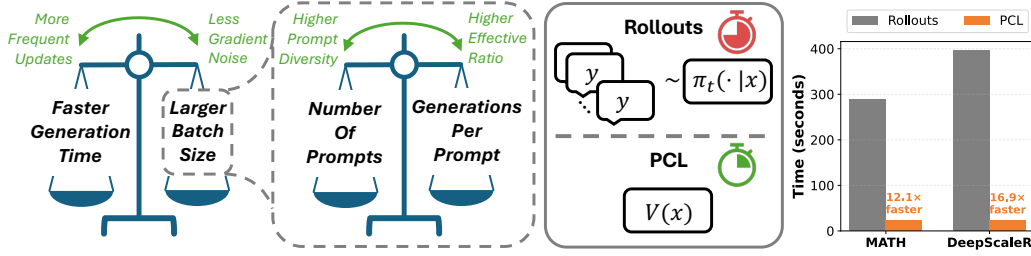 More
Frequent
Updates
Less
Gradient
Noise
Faster
Generation
Time
Larger
Batch
Size
Higher
Prompt
Diversity
Higher
Effective
Ratio
Number
Of
Prompts
Generations
Per
Prompt
Rollouts
y
y
~ π_t(· |x)
PCL
V(x)
Rollouts PCL
Time (seconds)
400
300
200
100
0
12.1×
faster
16.9×
faster
MATH DeepScaleR